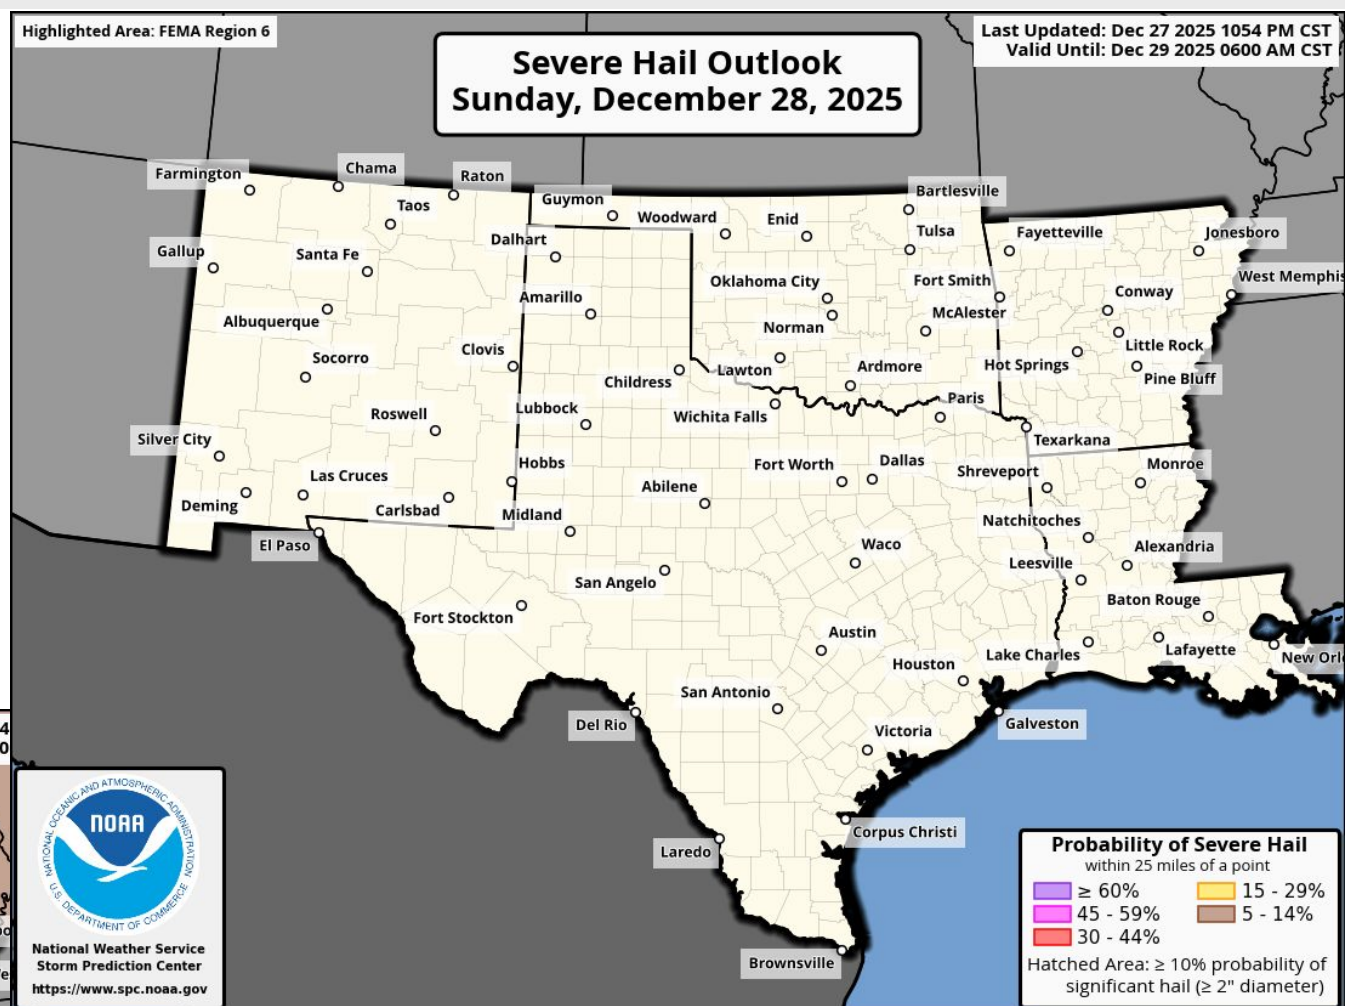 Highlighted Area: FEMA Region 6
Last Updated: Dec 27 2025 1054 PM CST
Valid Until: Dec 29 2025 0600 AM CST
Severe Hail Outlook
Sunday, December 28, 2025
Farmington
Chama
Raton
Guymon
Bartlesville
Taos
Woodward
Enid
Tulsa
Fayetteville
Jonesboro
Gallup
Santa Fe
Dalhart
Oklahoma City
Fort Smith
West Memphis
Albuquerque
Amarillo
Norman
McAlester
Conway
Socorro
Clovis
Childress
Lawton
Ardmore
Hot Springs
Little Rock
Pine Bluff
Roswell
Lubbock
Wichita Falls
Paris
Silver City
Texarkana
Las Cruces
Hobbs
Abilene
Fort Worth
Dallas
Shreveport
Monroe
Deming
Carlsbad
Midland
Natchitoches
El Paso
San Angelo
Waco
Leesville
Alexandria
Fort Stockton
Baton Rouge
Austin
Houston
Lake Charles
Lafayette
New Orl
San Antonio
Del Rio
Victoria
Galveston
Laredo
Corpus Christi
Brownsville
4
0
NATIONAL OCEANIC AND ATMOSPHERIC ADMINISTRATION
NOAA
U.S. DEPARTMENT OF COMMERCE
National Weather Service
Storm Prediction Center
https://www.spc.noaa.gov
Probability of Severe Hail
within 25 miles of a point
≥ 60%
15 - 29%
45 - 59%
5 - 14%
30 - 44%
Hatched Area: ≥ 10% probability of
significant hail (≥ 2" diameter)